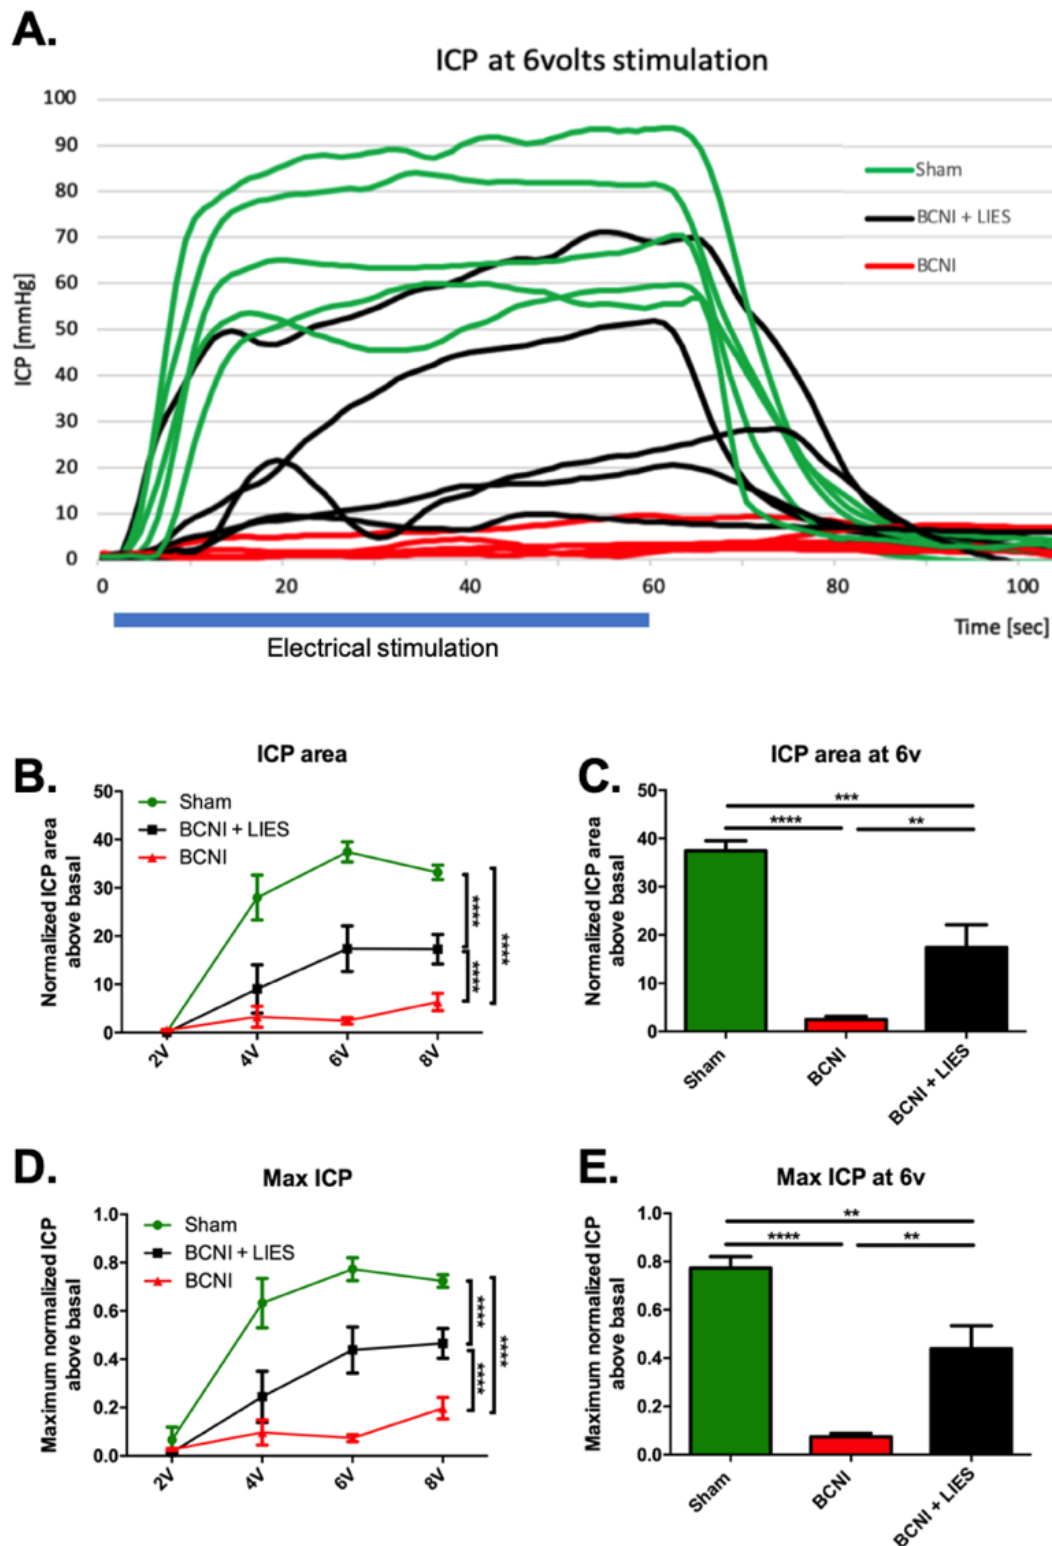 A.
ICP at 6volts stimulation
ICP [mmHg]
100
90
80
70
60
50
40
30
20
10
0
Sham
BCNI + LIES
BCNI
0 20 40 60 80 100
Time [sec]
Electrical stimulation
B.
ICP area
Normalized ICP area
above basal
50
40
30
20
10
0
Sham
BCNI + LIES
BCNI
****
****
****
2V 4V 6V 8V
C.
ICP area at 6v
Normalized ICP area
above basal
50
40
30
20
10
0
***
**** **
Sham BCNI BCNI + LIES
D.
Max ICP
Maximum normalized ICP
above basal
1.0
0.8
0.6
0.4
0.2
0.0
Sham
BCNI + LIES
BCNI
****
****
****
2V 4V 6V 8V
E.
Max ICP at 6v
Maximum normalized ICP
above basal
1.0
0.8
0.6
0.4
0.2
0.0
**
**** **
Sham BCNI BCNI + LIES